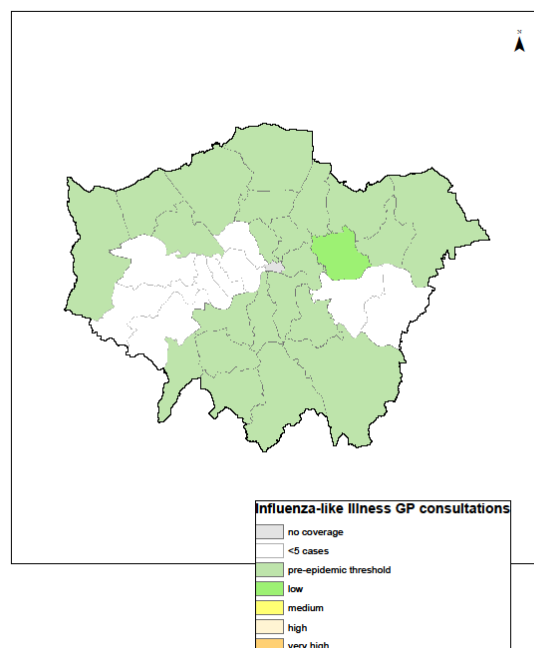 N
Influenza-like Illness GP consultations
no coverage
<5 cases
pre-epidemic threshold
low
medium
high
very high